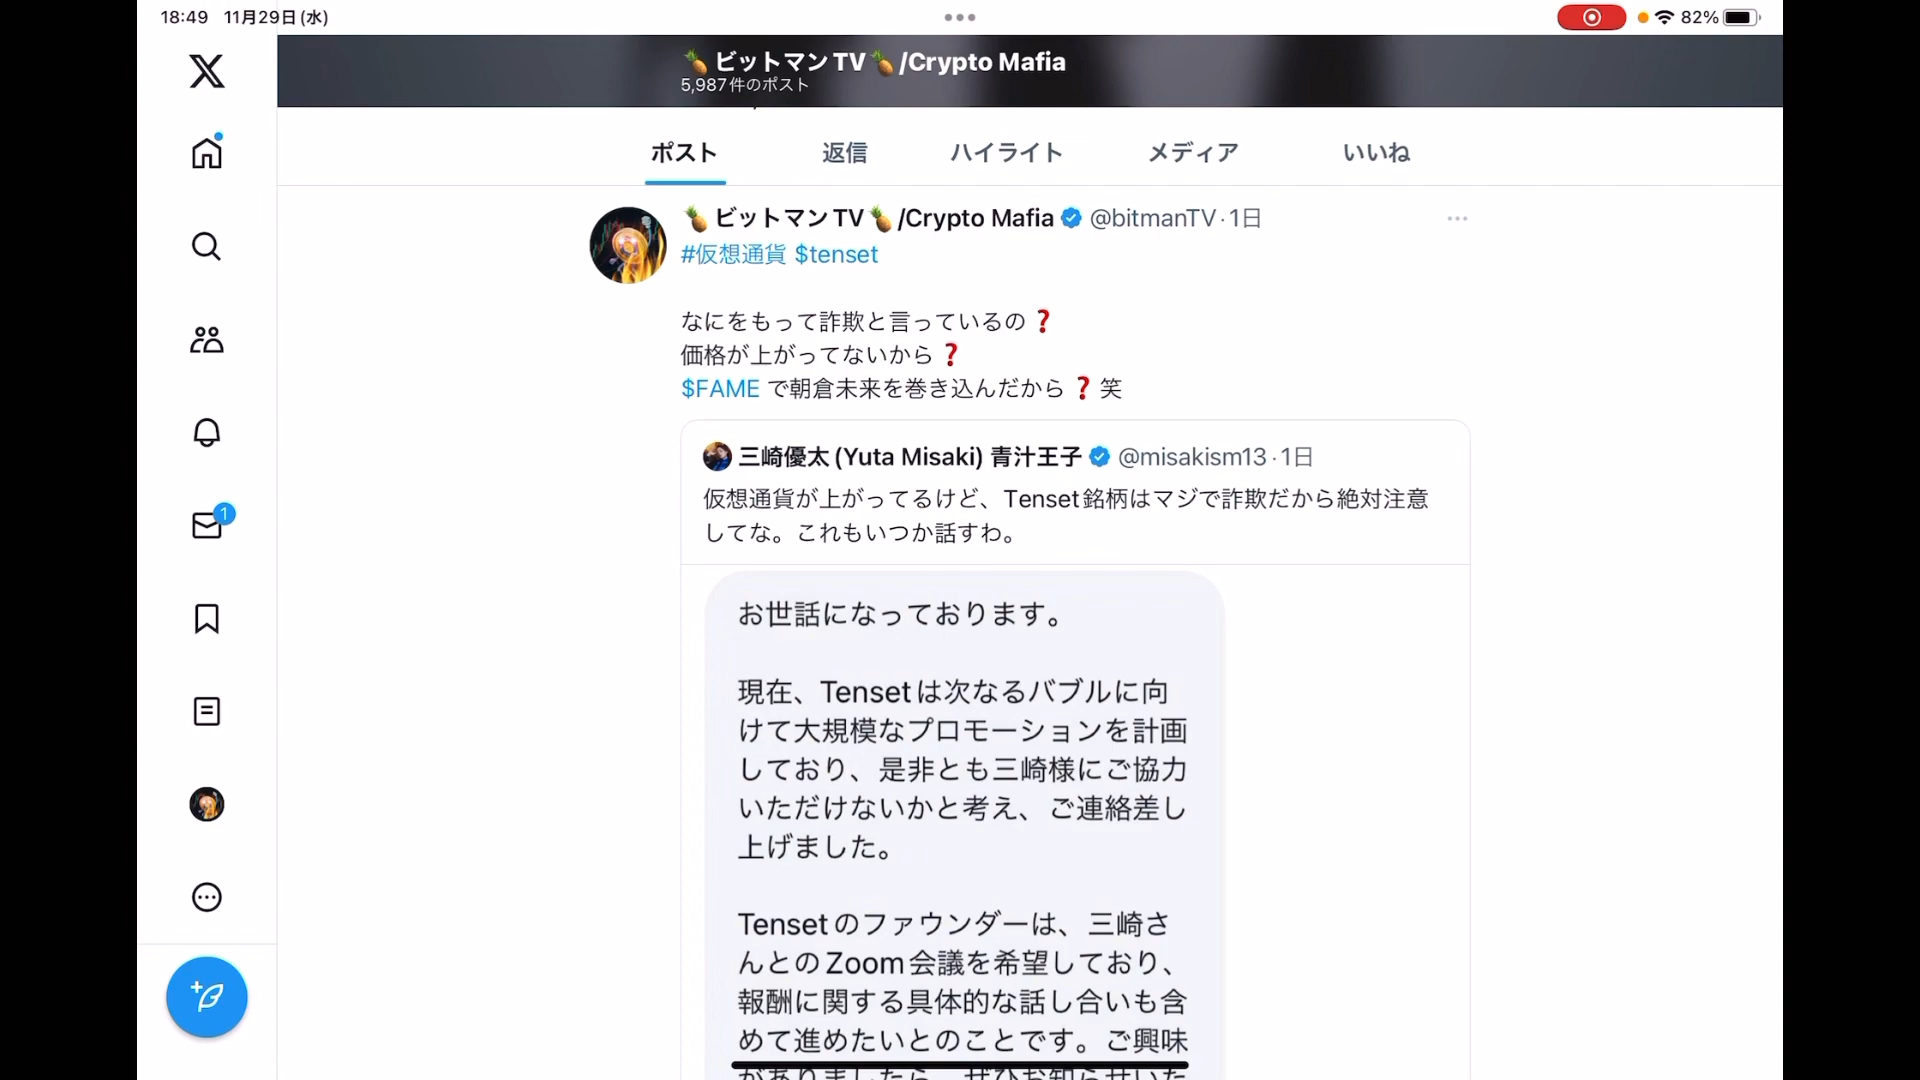 18:49 11月29日(水)
82%
🍍ビットマンTV🍍/Crypto Mafia
5,987件のポスト
ポスト 返信 ハイライト メディア いいね
🍍ビットマンTV🍍/Crypto Mafia @bitmanTV·1日
#仮想通貨 $tenset
なにをもって詐欺と言っているの❓
価格が上がってないから❓
$FAME で朝倉未来を巻き込んだから❓笑
三崎優太(Yuta Misaki) 青汁王子 @misakism13·1日
仮想通貨が上がってるけど、Tenset銘柄はマジで詐欺だから絶対注意
してな。これもいつか話すわ。
お世話になっております。
現在、Tensetは次なるバブルに向
けて大規模なプロモーションを計画
しており、是非とも三崎様にご協力
いただけないかと考え、ご連絡差し
上げました。
Tensetのファウンダーは、三崎さ
んとのZoom会議を希望しており、
報酬に関する具体的な話し合いも含
めて進めたいとのことです。ご興味
がありましたら、ぜひお知らせいた
1